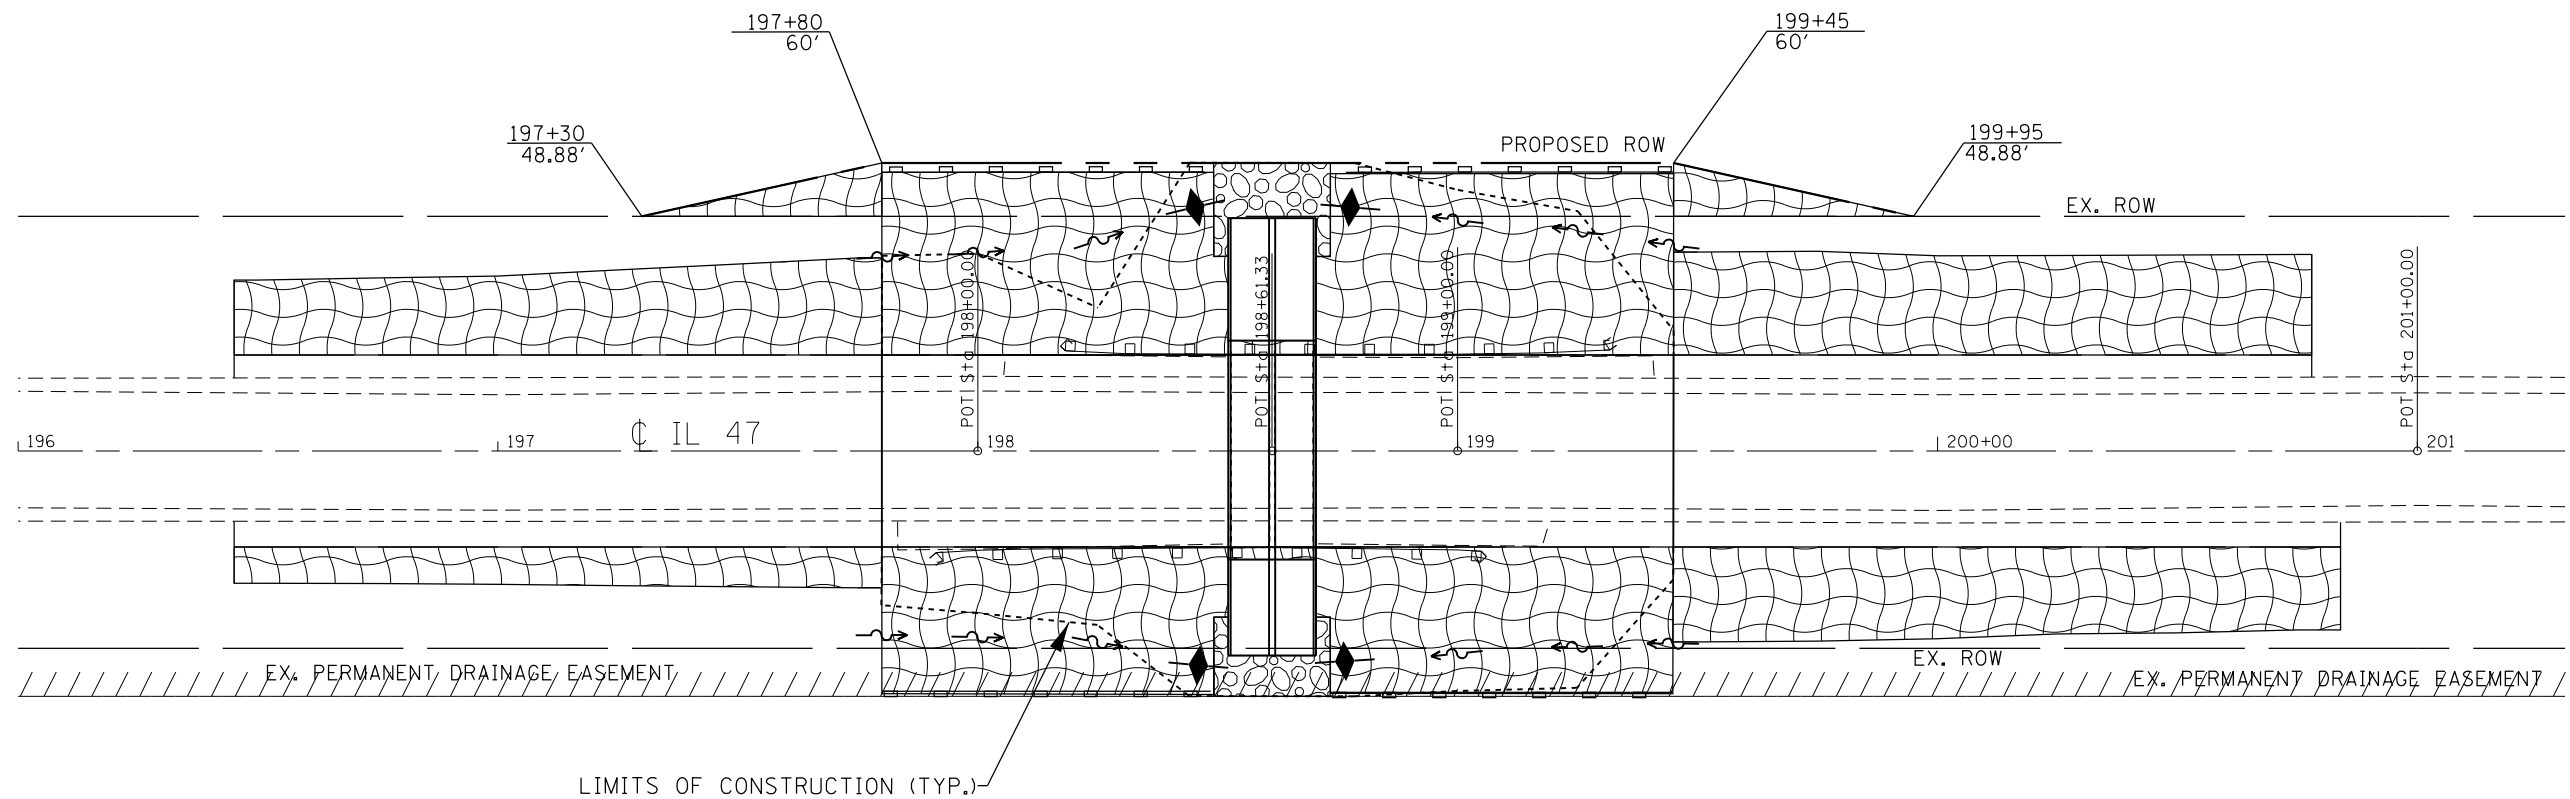 197+80
60'
199+45
60'
197+30
48.88'
199+95
48.88'
PROPOSED ROW
EX. ROW
POT Sta 198+00.00
POT Sta 198+61.33
POT Sta 199+00.00
POT Sta 201+00.00
196
197
℄ IL 47
198
199
200+00
201
EX. ROW
EX. PERMANENT DRAINAGE EASEMENT
EX. PERMANENT DRAINAGE EASEMENT
LIMITS OF CONSTRUCTION (TYP.)